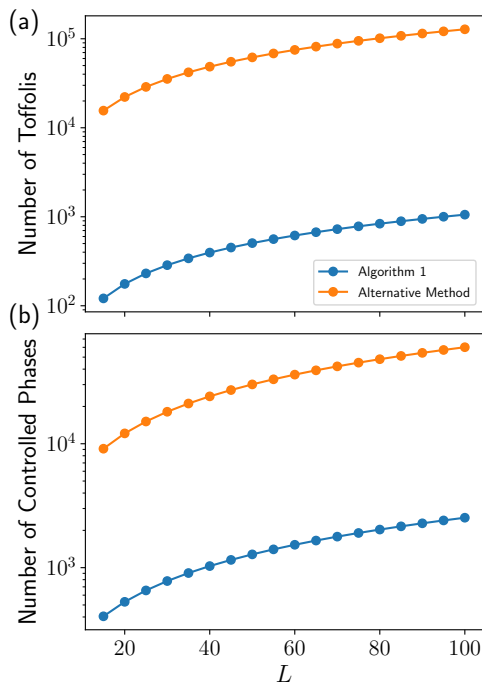 (a)
Number of Toffolis
10^5
10^4
10^3
10^2
Algorithm 1
Alternative Method
(b)
Number of Controlled Phases
10^4
10^3
20
40
60
80
100
L